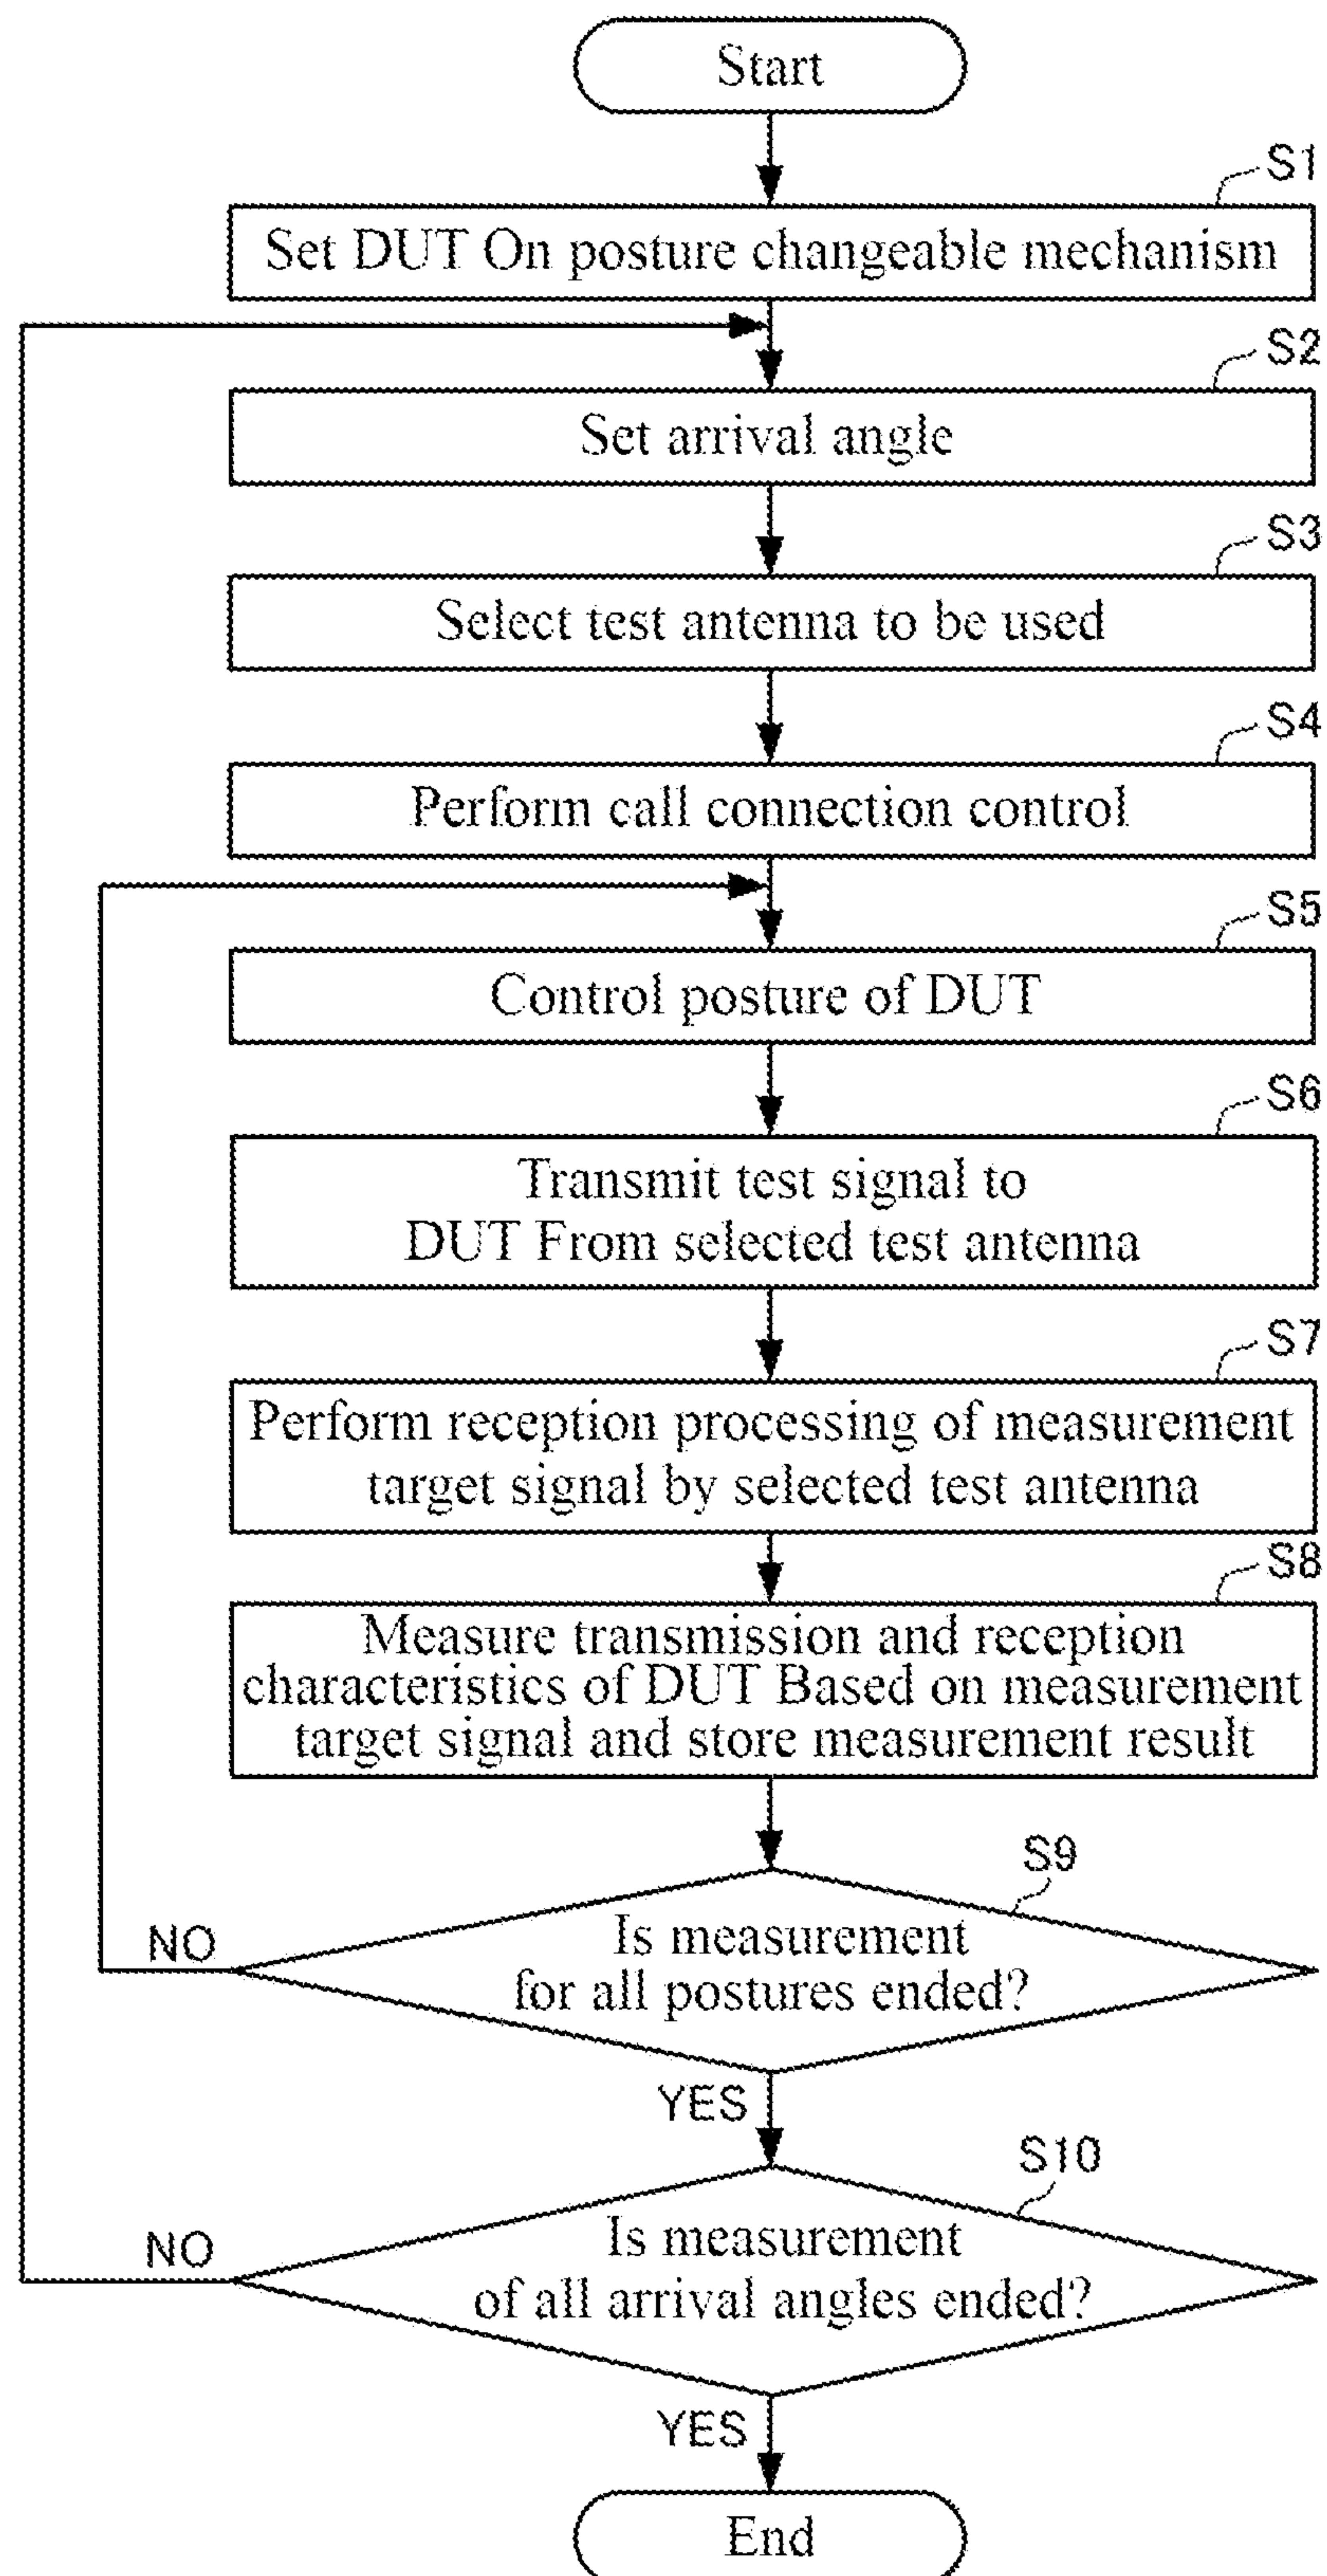 Start
S1
Set DUT On posture changeable mechanism
S2
Set arrival angle
S3
Select test antenna to be used
S4
Perform call connection control
S5
Control posture of DUT
S6
Transmit test signal to
DUT From selected test antenna
S7
Perform reception processing of measurement
target signal by selected test antenna
S8
Measure transmission and reception
characteristics of DUT Based on measurement
target signal and store measurement result
S9
Is measurement
for all postures ended?
NO
YES
S10
Is measurement
of all arrival angles ended?
NO
YES
End